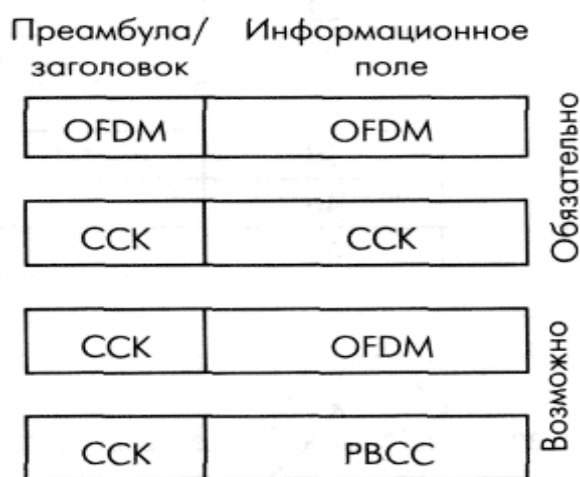 Преамбула/ Информационное
заголовок поле
OFDM OFDM
CCK CCK
Обязательно
CCK OFDM
CCK PBCC
Возможно